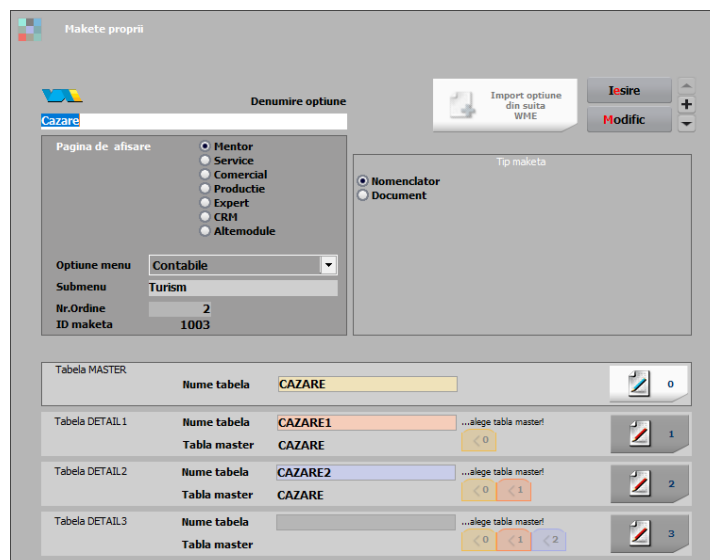 Makete proprii
Denumire optiune
Cazare
Import optiune
din suita
WME
Iesire
Modific
Pagina de afisare
Mentor
Service
Comercial
Productie
Expert
CRM
Altemodule
Optiune menu Contabile
Submenu Turism
Nr.Ordine 2
ID maketa 1003
Tip maketa
Nomenclator
Document
Tabela MASTER
Nume tabela CAZARE
0
Tabela DETAIL1 Nume tabela CAZARE1 ...alege tabla master!
Tabla master CAZARE <0
1
Tabela DETAIL2 Nume tabela CAZARE2 ...alege tabla master!
Tabla master CAZARE <0 <1
2
Tabela DETAIL3 Nume tabela ...alege tabla master!
Tabla master <0 <1 <2
3